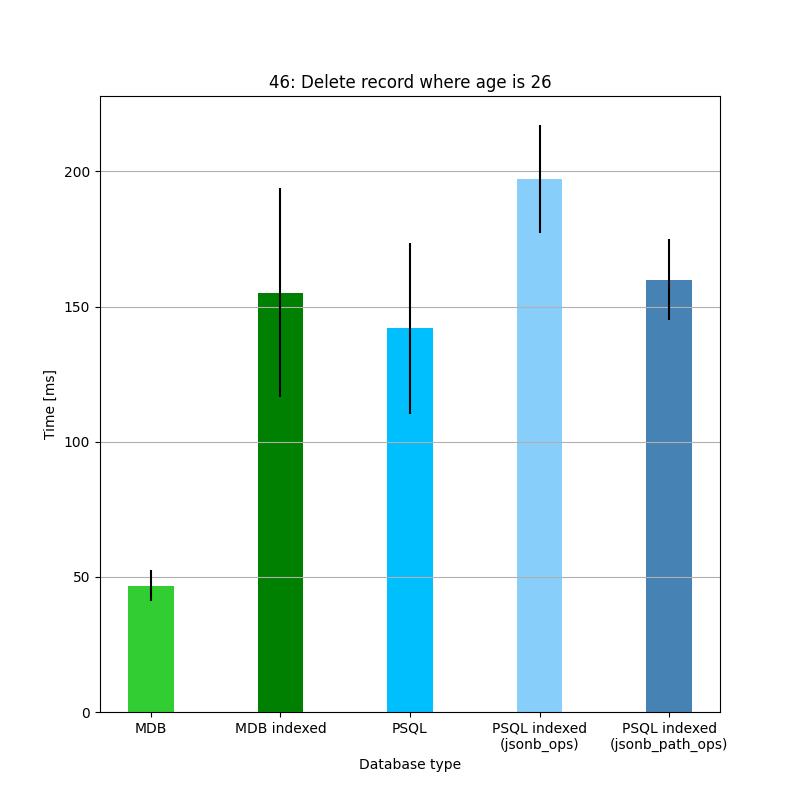 46: Delete record where age is 26
Time [ms]
200
150
100
50
0
MDB
MDB indexed
PSQL
PSQL indexed
(jsonb_ops)
PSQL indexed
(jsonb_path_ops)
Database type